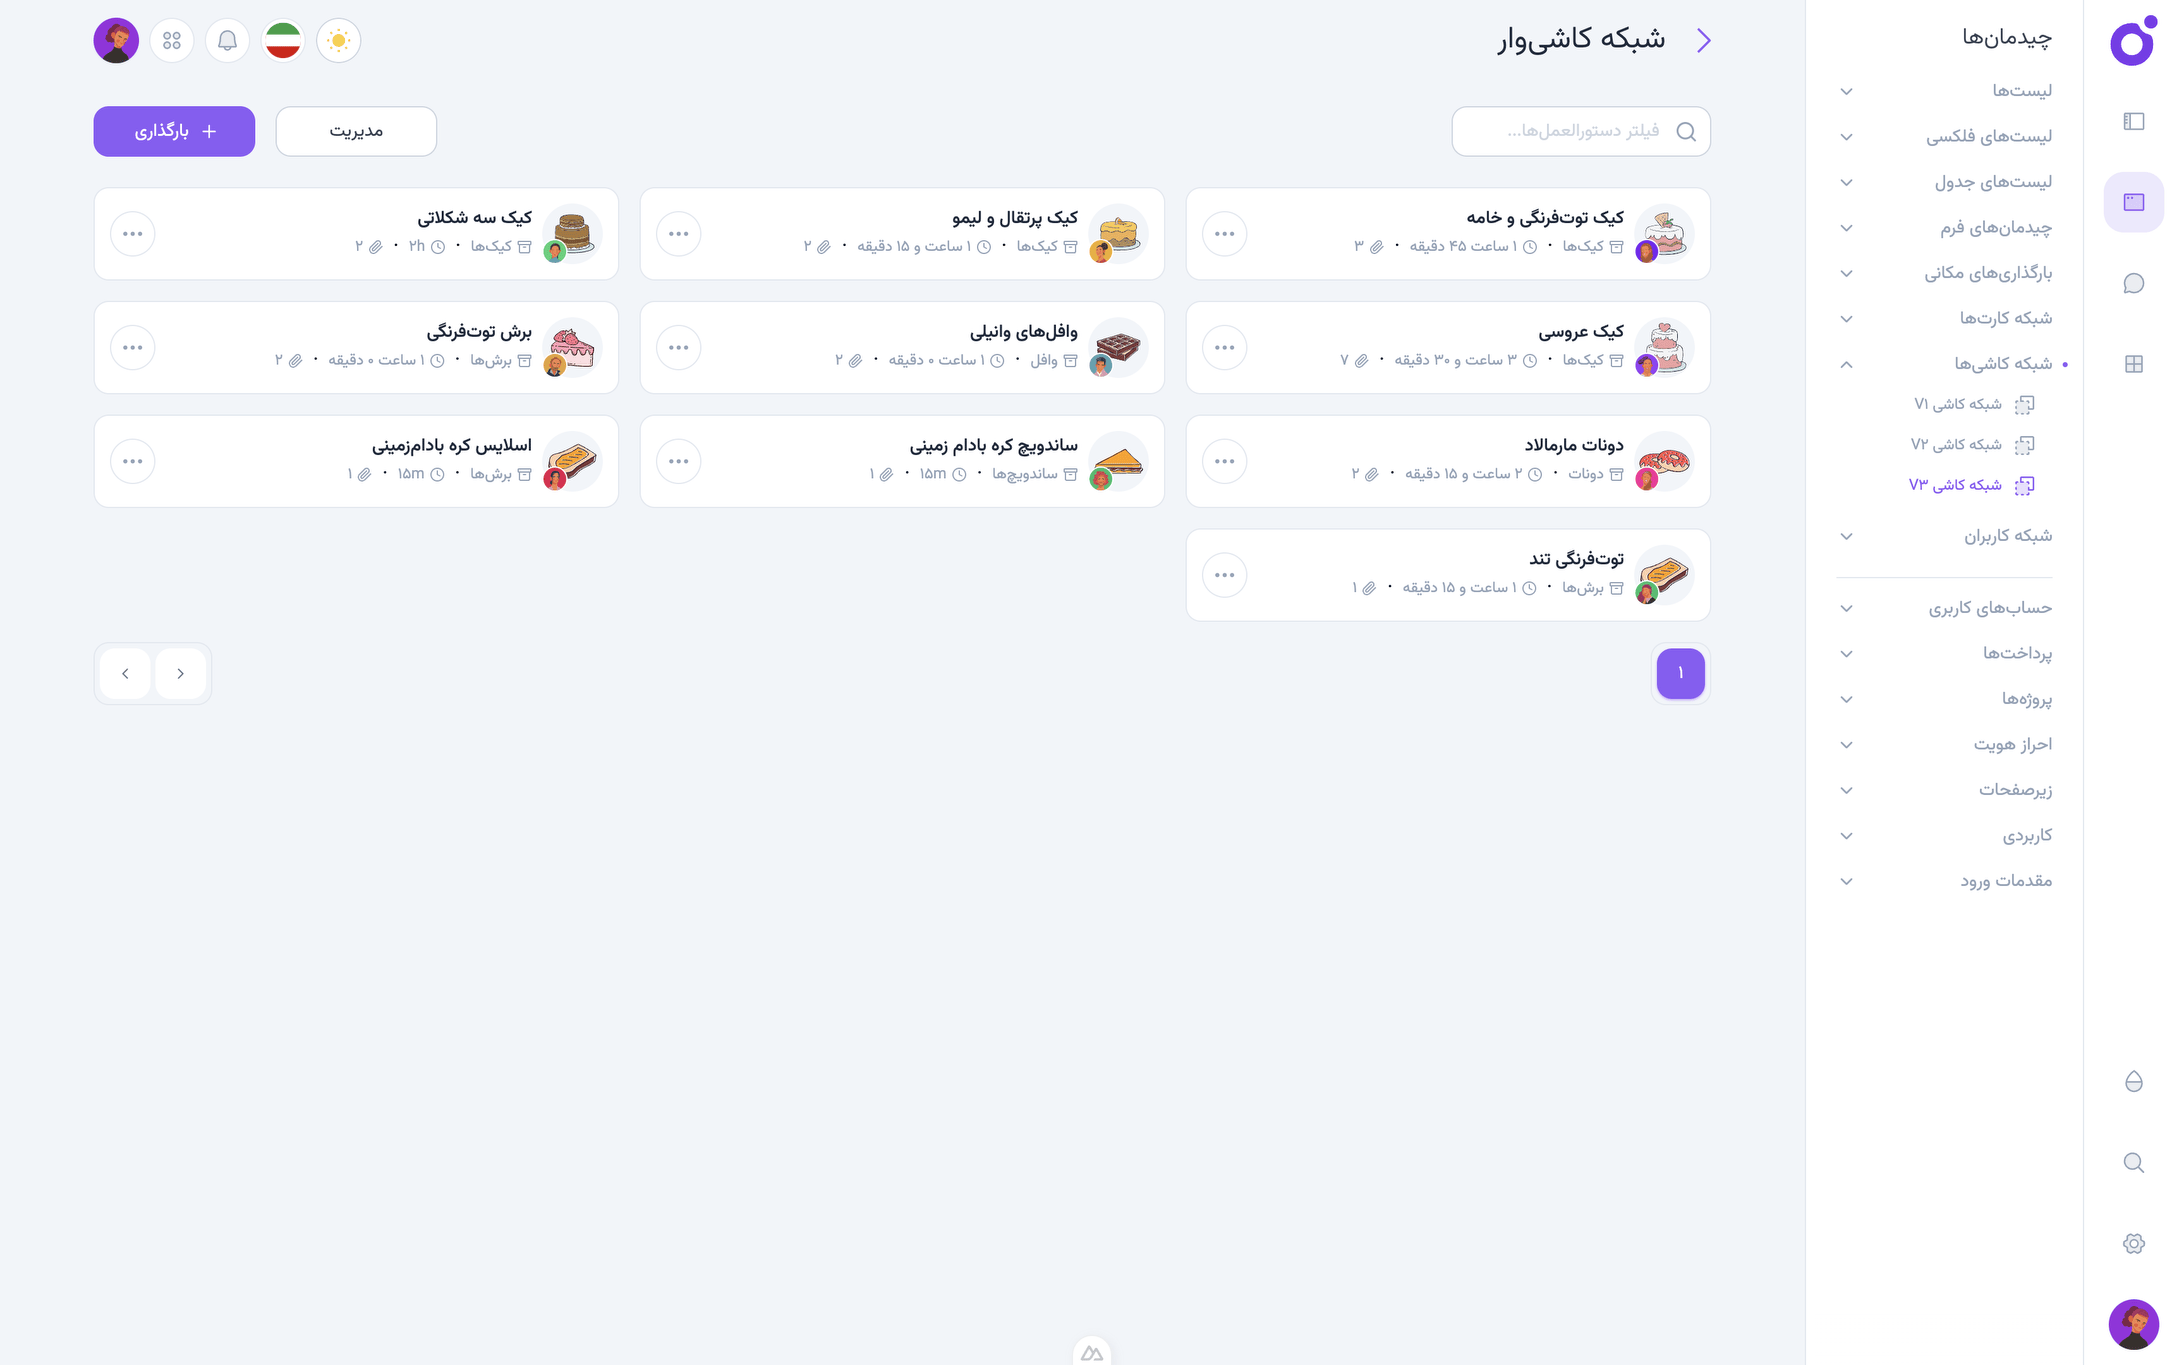 چیدمان‌ها
لیست‌ها
لیست‌های فلکسی
لیست‌های جدول
چیدمان‌های فرم
بارگذاری‌های مکانی
شبکه کارت‌ها
شبکه کاشی‌ها
شبکه کاشی V۱
شبکه کاشی V۲
شبکه کاشی V۳
شبکه کاربران
حساب‌های کاربری
پرداخت‌ها
پروژه‌ها
احراز هویت
زیرصفحات
کاربردی
مقدمات ورود
شبکه کاشی‌وار
فیلتر دستورالعمل‌ها...
مدیریت
بارگذاری
کیک توت‌فرنگی و خامه
کیک‌ها · ۱ ساعت ۴۵ دقیقه · ۳
کیک پرتقال و لیمو
کیک‌ها · ۱ ساعت و ۱۵ دقیقه · ۲
کیک سه شکلاتی
کیک‌ها · ۲h · ۲
کیک عروسی
کیک‌ها · ۳ ساعت و ۳۰ دقیقه · ۷
وافل‌های وانیلی
وافل · ۱ ساعت ۰ دقیقه · ۲
برش توت‌فرنگی
برش‌ها · ۱ ساعت ۰ دقیقه · ۲
دونات مارمالاد
دونات · ۲ ساعت و ۱۵ دقیقه · ۲
ساندویچ کره بادام زمینی
ساندویچ‌ها · ۱۵m · ۱
اسلایس کره بادام‌زمینی
برش‌ها · ۱۵m · ۱
توت‌فرنگی تند
برش‌ها · ۱ ساعت و ۱۵ دقیقه · ۱
۱